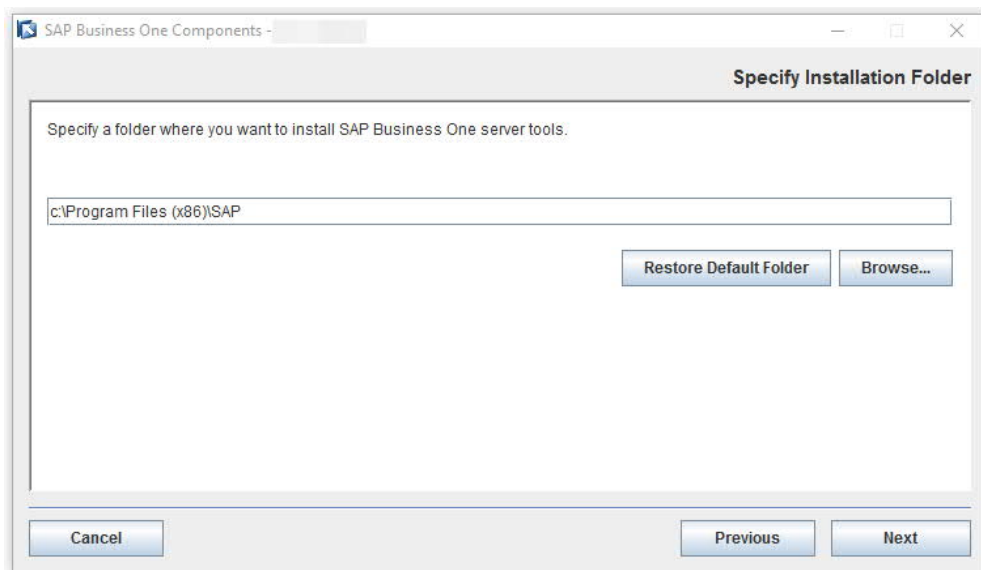 SAP Business One Components -
Specify Installation Folder
Specify a folder where you want to install SAP Business One server tools.
c:\Program Files (x86)\SAP
Restore Default Folder Browse...
Cancel Previous Next